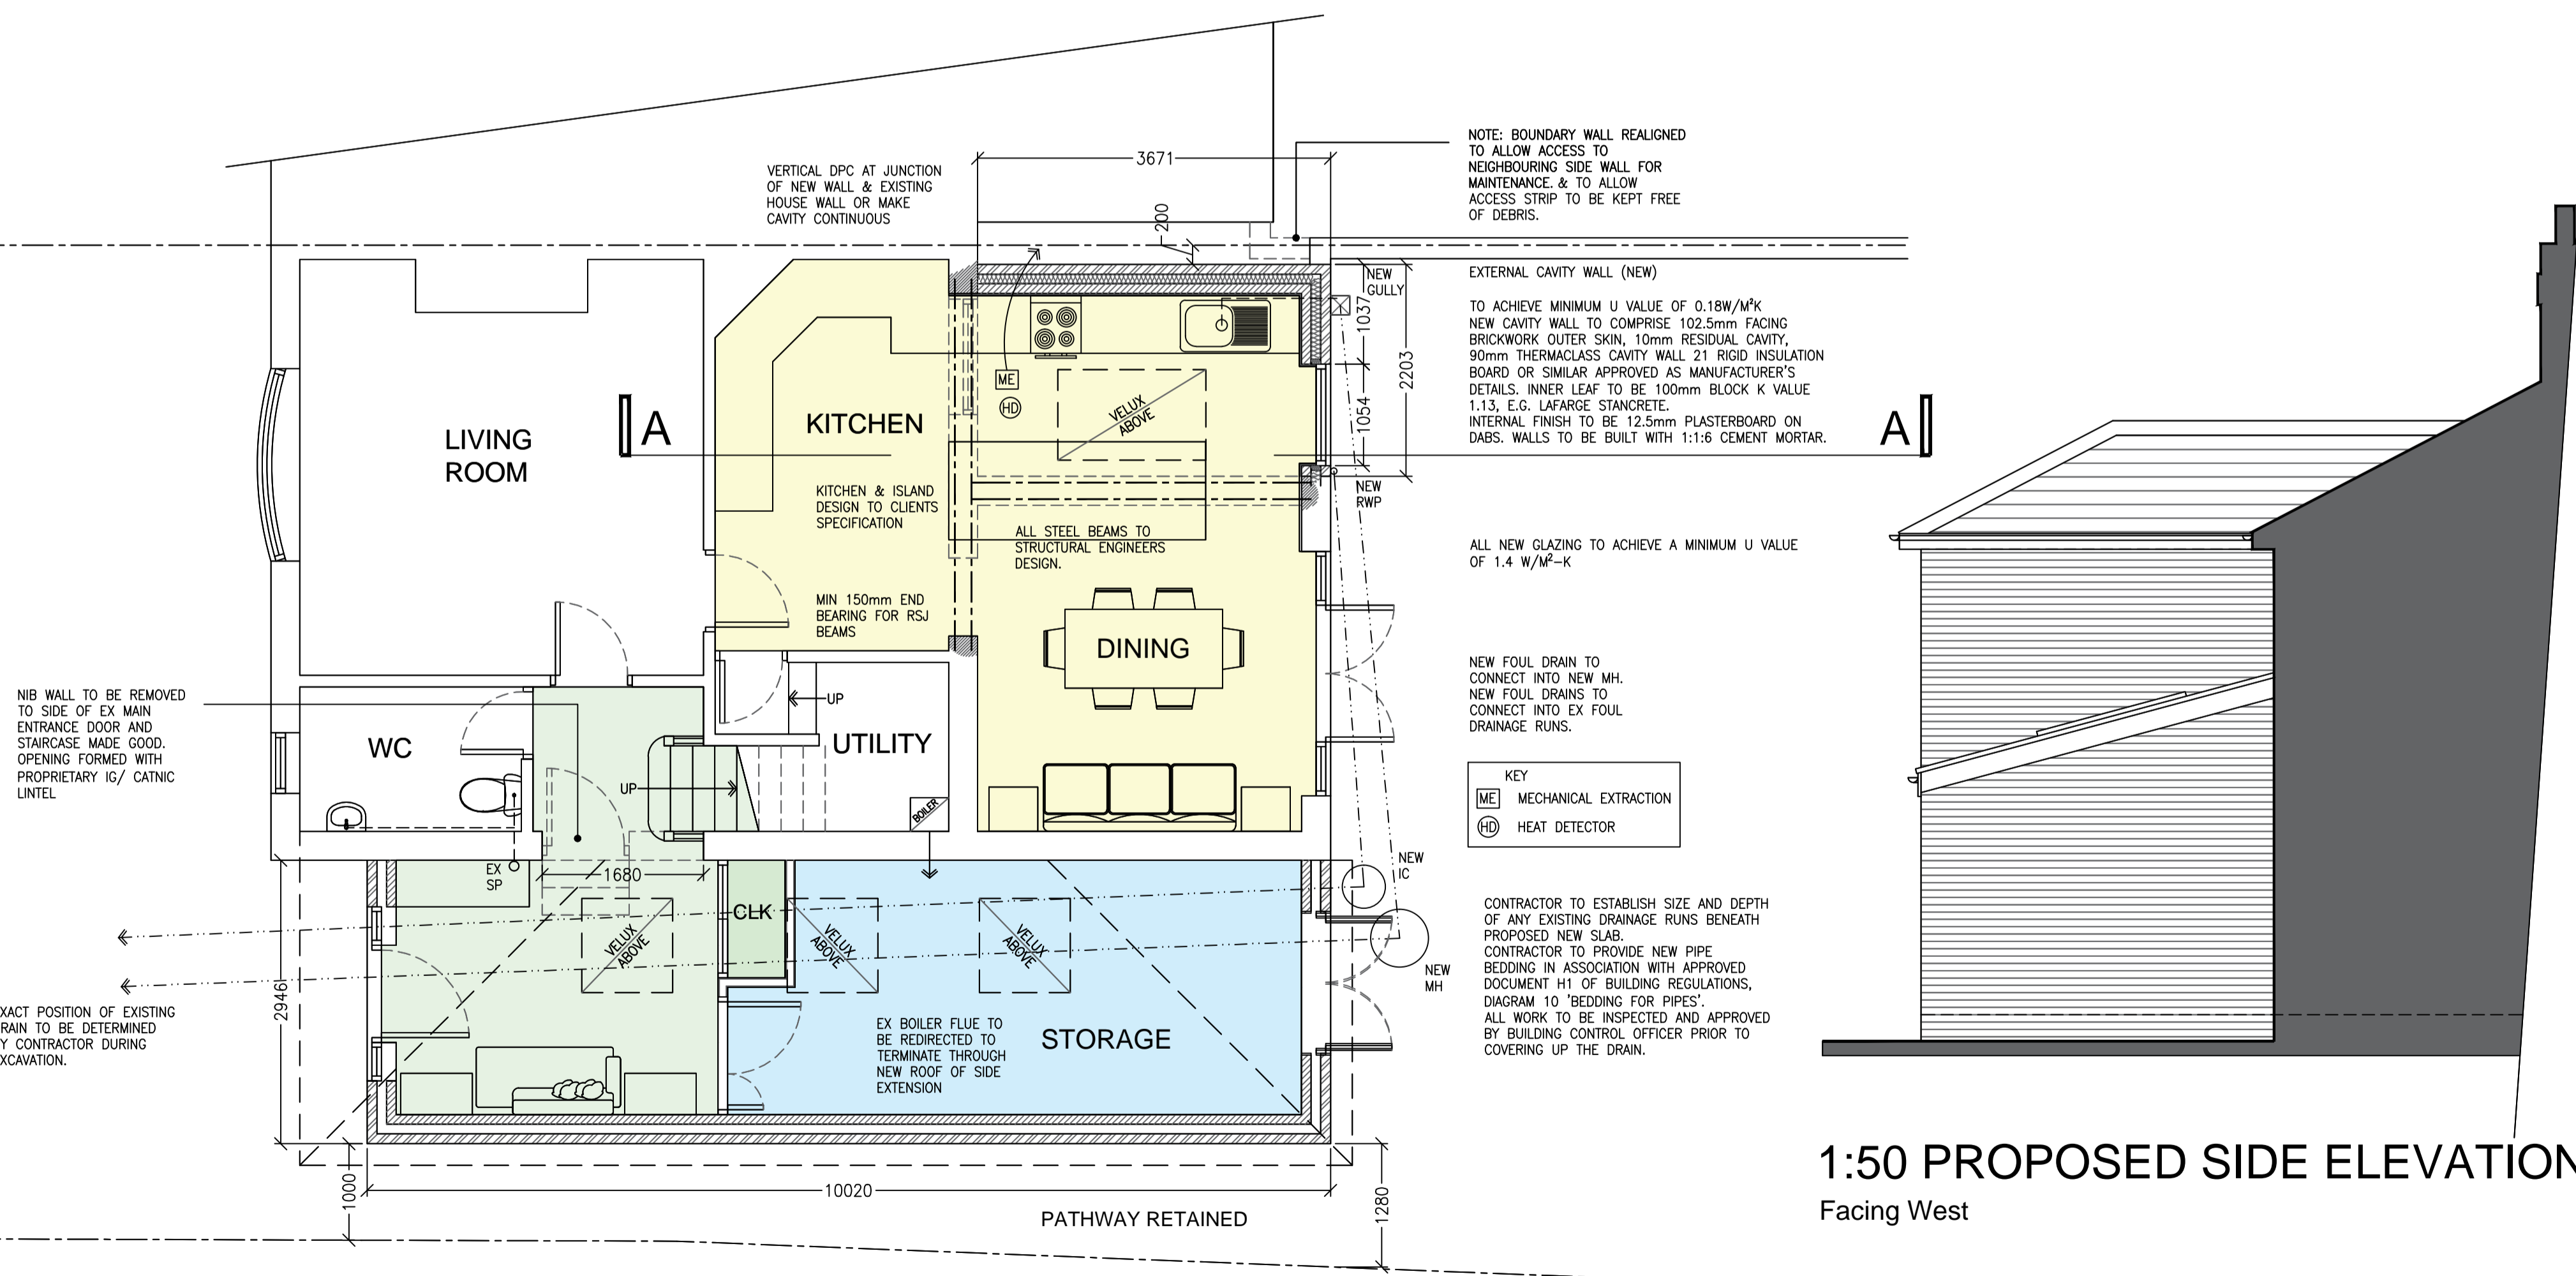 VERTICAL DPC AT JUNCTION
OF NEW WALL & EXISTING
HOUSE WALL OR MAKE
CAVITY CONTINUOUS
3671
200
NOTE: BOUNDARY WALL REALIGNED
TO ALLOW ACCESS TO
NEIGHBOURING SIDE WALL FOR
MAINTENANCE. & TO ALLOW
ACCESS STRIP TO BE KEPT FREE
OF DEBRIS.
NEW
GULLY
1037
2203
1054
EXTERNAL CAVITY WALL (NEW)
TO ACHIEVE MINIMUM U VALUE OF 0.18W/M²K
NEW CAVITY WALL TO COMPRISE 102.5mm FACING
BRICKWORK OUTER SKIN, 10mm RESIDUAL CAVITY,
90mm THERMACLASS CAVITY WALL 21 RIGID INSULATION
BOARD OR SIMILAR APPROVED AS MANUFACTURER'S
DETAILS. INNER LEAF TO BE 100mm BLOCK K VALUE
1.13, E.G. LAFARGE STANCRETE.
INTERNAL FINISH TO BE 12.5mm PLASTERBOARD ON
DABS. WALLS TO BE BUILT WITH 1:1:6 CEMENT MORTAR.
ME
HD
VELUX
ABOVE
LIVING
ROOM
A
KITCHEN
A
KITCHEN & ISLAND
DESIGN TO CLIENTS
SPECIFICATION
NEW
RWP
ALL STEEL BEAMS TO
STRUCTURAL ENGINEERS
DESIGN.
ALL NEW GLAZING TO ACHIEVE A MINIMUM U VALUE
OF 1.4 W/M²-K
MIN 150mm END
BEARING FOR RSJ
BEAMS
DINING
NEW FOUL DRAIN TO
CONNECT INTO NEW MH.
NEW FOUL DRAINS TO
CONNECT INTO EX FOUL
DRAINAGE RUNS.
NIB WALL TO BE REMOVED
TO SIDE OF EX MAIN
ENTRANCE DOOR AND
STAIRCASE MADE GOOD.
OPENING FORMED WITH
PROPRIETARY IG/ CATNIC
LINTEL
UP
WC
UTILITY
UP
BOILER
KEY
ME MECHANICAL EXTRACTION
HD HEAT DETECTOR
EX
SP
1680
NEW
IC
CLK
VELUX
ABOVE
VELUX
ABOVE
VELUX
ABOVE
NEW
MH
CONTRACTOR TO ESTABLISH SIZE AND DEPTH
OF ANY EXISTING DRAINAGE RUNS BENEATH
PROPOSED NEW SLAB.
CONTRACTOR TO PROVIDE NEW PIPE
BEDDING IN ASSOCIATION WITH APPROVED
DOCUMENT H1 OF BUILDING REGULATIONS,
DIAGRAM 10 'BEDDING FOR PIPES'.
ALL WORK TO BE INSPECTED AND APPROVED
BY BUILDING CONTROL OFFICER PRIOR TO
COVERING UP THE DRAIN.
2946
XACT POSITION OF EXISTING
RAIN TO BE DETERMINED
Y CONTRACTOR DURING
XCAVATION.
EX BOILER FLUE TO
BE REDIRECTED TO
TERMINATE THROUGH
NEW ROOF OF SIDE
EXTENSION
STORAGE
1000
10020
1280
PATHWAY RETAINED
1:50 PROPOSED SIDE ELEVATION
Facing West